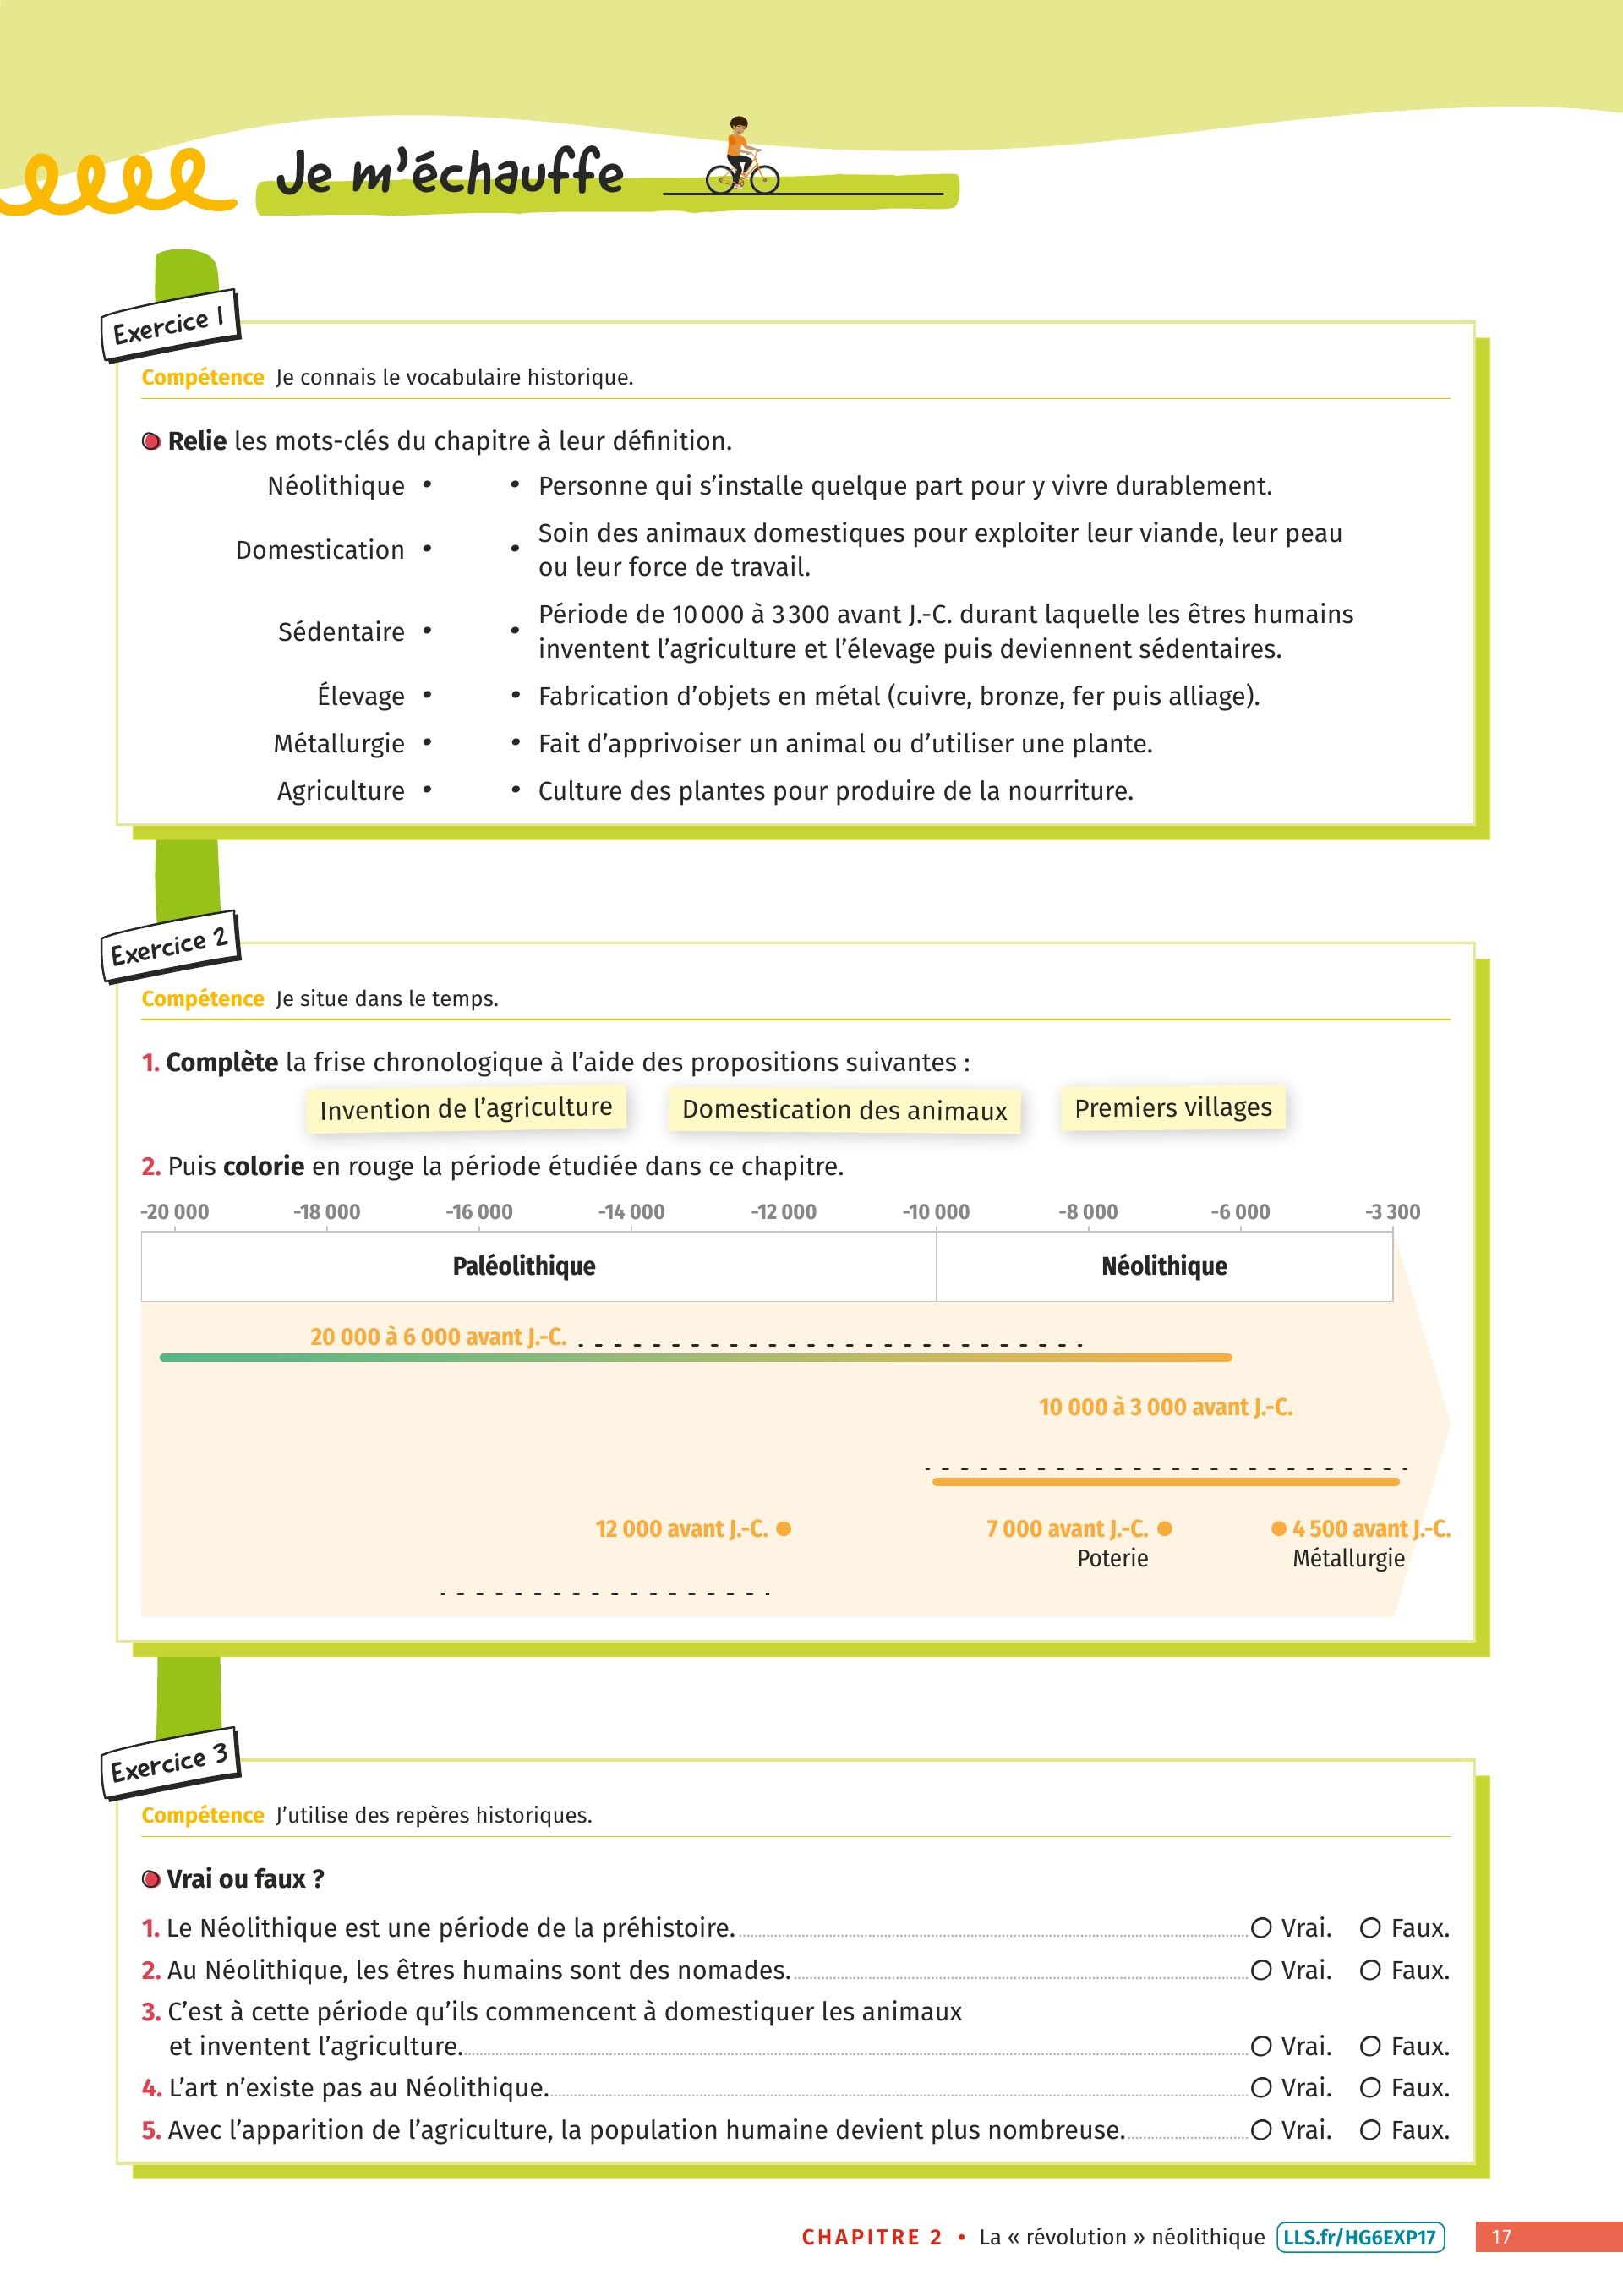 Je m'échauffe
Exercice 1
Compétence Je connais le vocabulaire historique.
Relie les mots-clés du chapitre à leur définition.
Néolithique • • Personne qui s'installe quelque part pour y vivre durablement.
Domestication • • Soin des animaux domestiques pour exploiter leur viande, leur peau
ou leur force de travail.
Sédentaire • • Période de 10 000 à 3 300 avant J.-C. durant laquelle les êtres humains
inventent l'agriculture et l'élevage puis deviennent sédentaires.
Élevage • • Fabrication d'objets en métal (cuivre, bronze, fer puis alliage).
Métallurgie • • Fait d'apprivoiser un animal ou d'utiliser une plante.
Agriculture • • Culture des plantes pour produire de la nourriture.
Exercice 2
Compétence Je situe dans le temps.
1. Complète la frise chronologique à l'aide des propositions suivantes :
Invention de l'agriculture Domestication des animaux Premiers villages
2. Puis colorie en rouge la période étudiée dans ce chapitre.
-20 000 -18 000 -16 000 -14 000 -12 000 -10 000 -8 000 -6 000 -3 300
Paléolithique Néolithique
20 000 à 6 000 avant J.-C.
10 000 à 3 000 avant J.-C.
12 000 avant J.-C. 7 000 avant J.-C. 4 500 avant J.-C.
Poterie Métallurgie
Exercice 3
Compétence J'utilise des repères historiques.
Vrai ou faux ?
1. Le Néolithique est une période de la préhistoire. Vrai. Faux.
2. Au Néolithique, les êtres humains sont des nomades. Vrai. Faux.
3. C'est à cette période qu'ils commencent à domestiquer les animaux
et inventent l'agriculture. Vrai. Faux.
4. L'art n'existe pas au Néolithique. Vrai. Faux.
5. Avec l'apparition de l'agriculture, la population humaine devient plus nombreuse. Vrai. Faux.
CHAPITRE 2 • La « révolution » néolithique LLS.fr/HG6EXP17 17